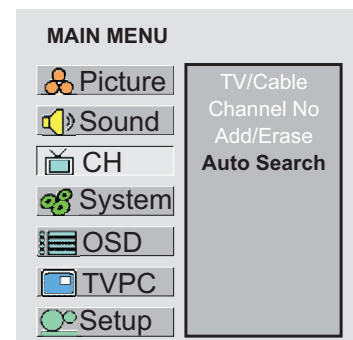 MAIN MENU
Picture
Sound
CH
System
OSD
TVPC
Setup
TV/Cable
Channel No
Add/Erase
Auto Search